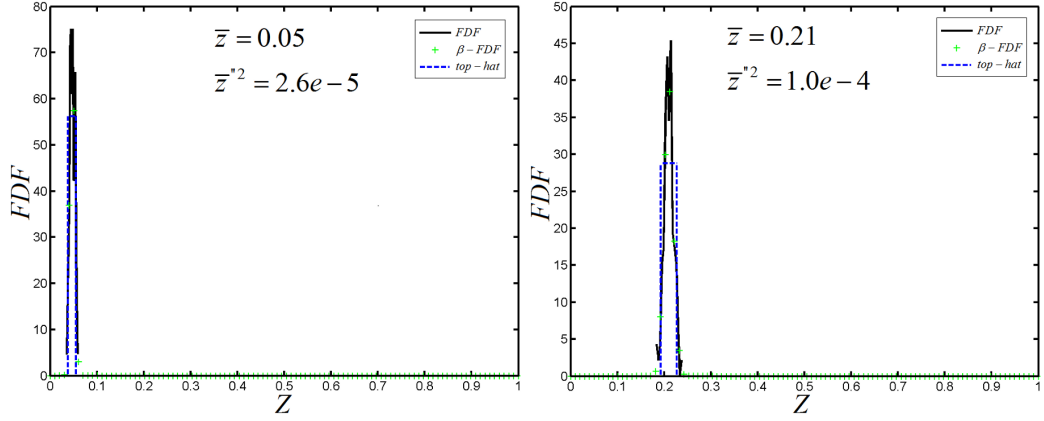 80
70
60
50
40
30
20
10
0
FDF
z̅ = 0.05
z̅"² = 2.6e−5
FDF
β − FDF
top − hat
0 0.1 0.2 0.3 0.4 0.5 0.6 0.7 0.8 0.9 1
Z
50
45
40
35
30
25
20
15
10
5
0
FDF
z̅ = 0.21
z̅"² = 1.0e−4
FDF
β − FDF
top − hat
0 0.1 0.2 0.3 0.4 0.5 0.6 0.7 0.8 0.9 1
Z